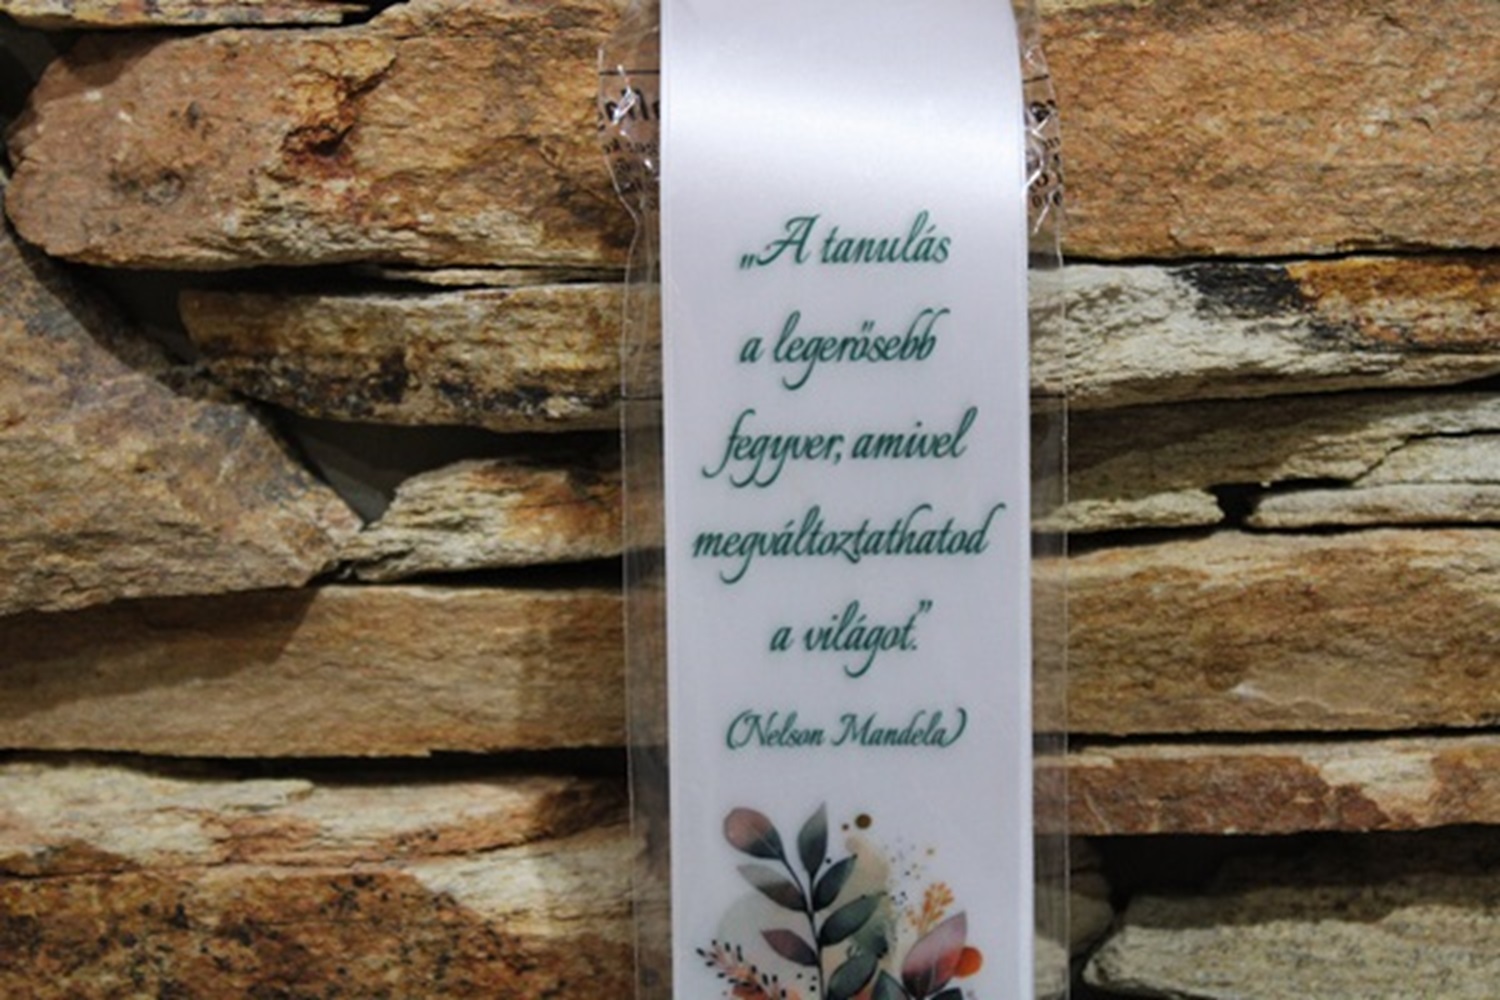 „A tanulás
a legerősebb
fegyver, amivel
megváltoztathatod
a világot.”
(Nelson Mandela)